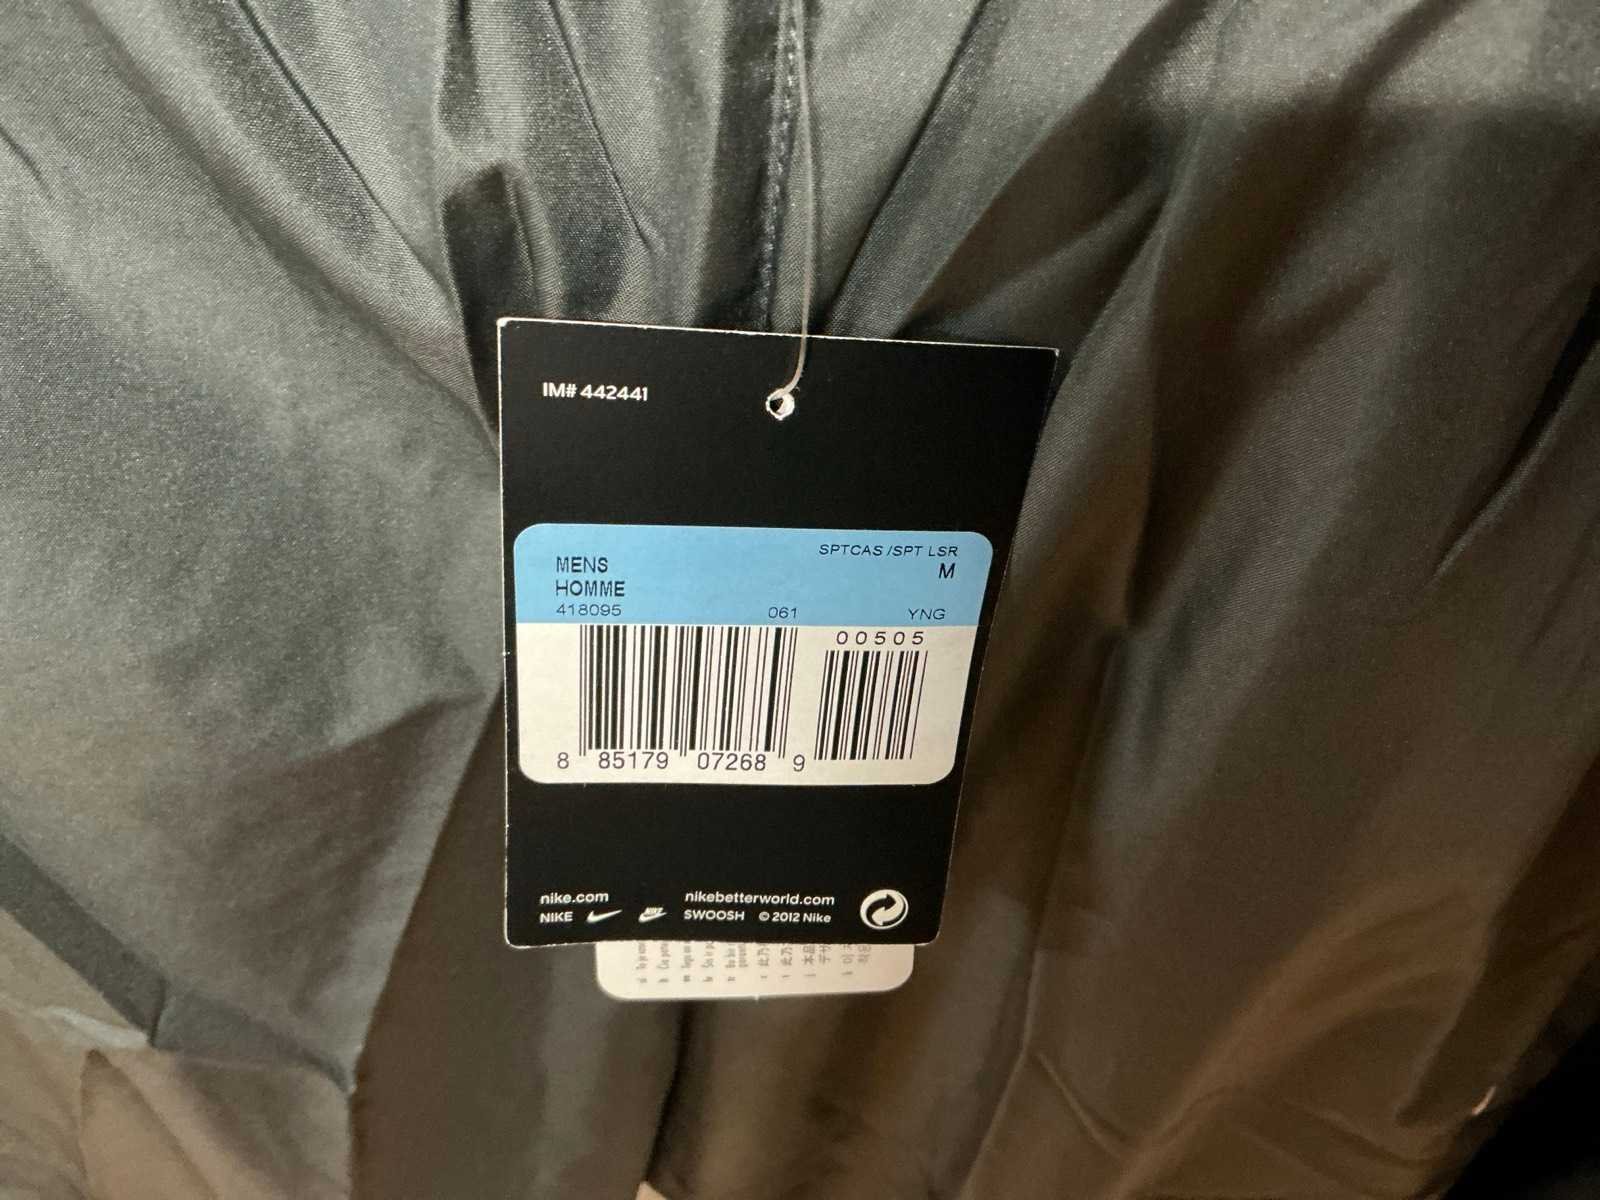 IM# 442441
SPTCAS /SPT LSR
MENS M
HOMME
418095 061 YNG
00505
8 85179 07268 9
nike.com nikebetterworld.com
NIKE SWOOSH © 2012 Nike